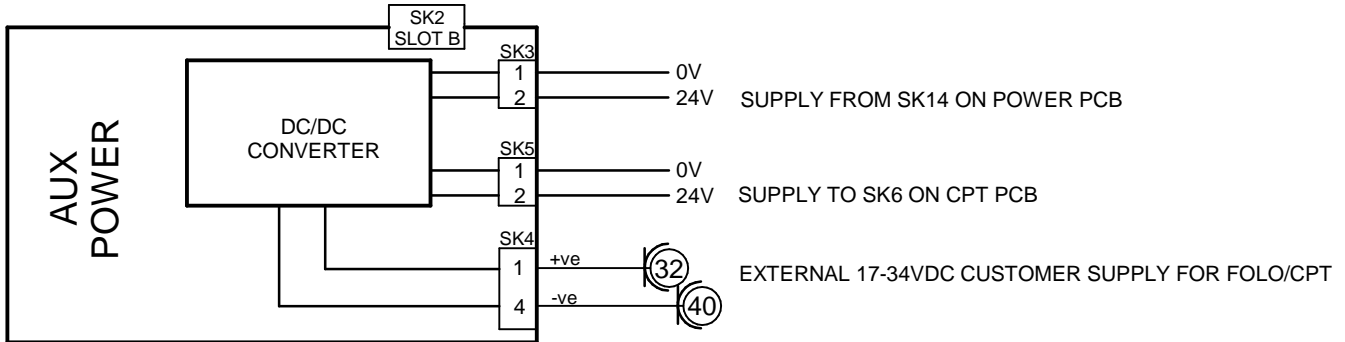 SK2
SLOT B
SK3
1
0V
2
24V
SUPPLY FROM SK14 ON POWER PCB
DC/DC
CONVERTER
AUX
POWER
SK5
1
0V
2
24V
SUPPLY TO SK6 ON CPT PCB
SK4
1
+ve
32
EXTERNAL 17-34VDC CUSTOMER SUPPLY FOR FOLO/CPT
4
-ve
40